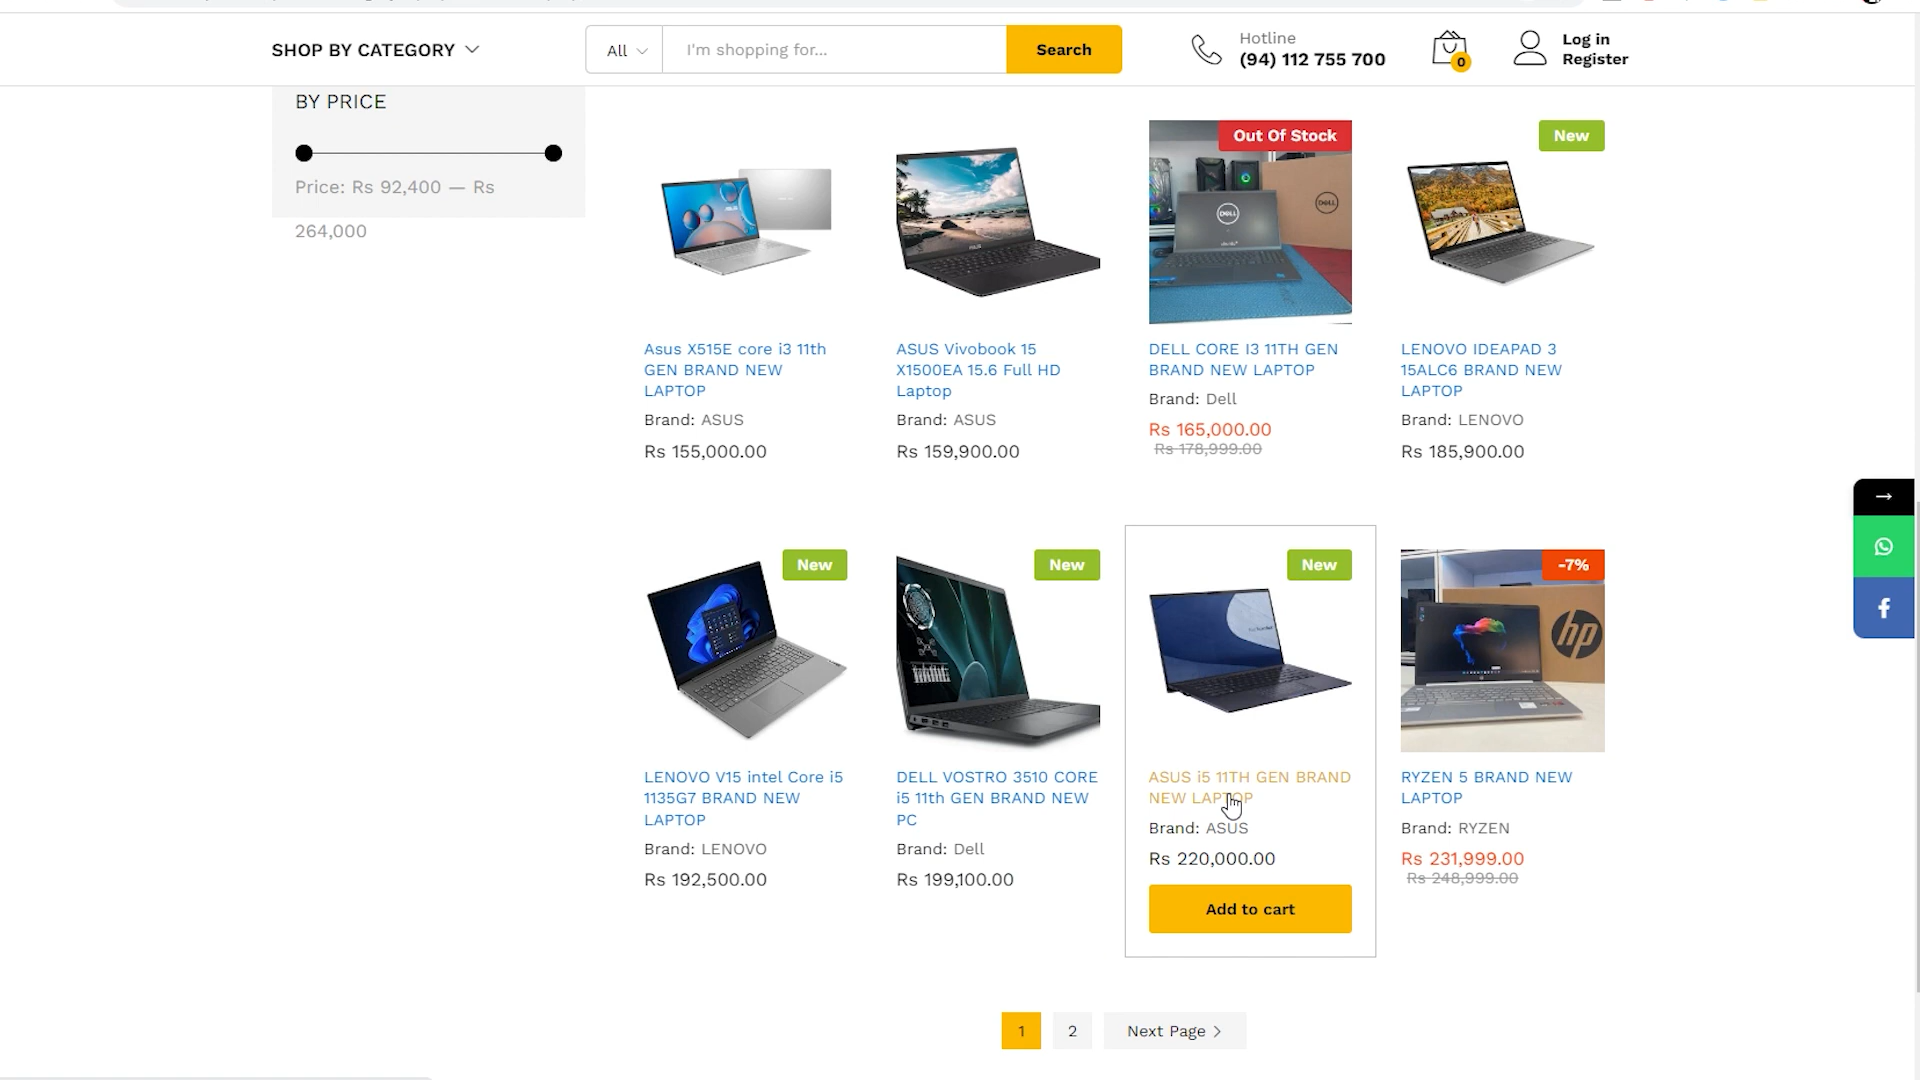 SHOP BY CATEGORY
All
I'm shopping for...
Search
Hotline
(94) 112 755 700
0
Log in
Register
BY PRICE
Price: Rs 92,400 — Rs
264,000
Out Of Stock
New
DELL
DELL
Asus X515E core i3 11th
GEN BRAND NEW
LAPTOP
Brand: ASUS
Rs 155,000.00
ASUS Vivobook 15
X1500EA 15.6 Full HD
Laptop
Brand: ASUS
Rs 159,900.00
DELL CORE I3 11TH GEN
BRAND NEW LAPTOP
Brand: Dell
Rs 165,000.00
Rs 178,999.00
LENOVO IDEAPAD 3
15ALC6 BRAND NEW
LAPTOP
Brand: LENOVO
Rs 185,900.00
New
New
New
-7%
hp
LENOVO V15 intel Core i5
1135G7 BRAND NEW
LAPTOP
Brand: LENOVO
Rs 192,500.00
DELL VOSTRO 3510 CORE
i5 11th GEN BRAND NEW
PC
Brand: Dell
Rs 199,100.00
ASUS i5 11TH GEN BRAND
NEW LAPTOP
Brand: ASUS
Rs 220,000.00
Add to cart
RYZEN 5 BRAND NEW
LAPTOP
Brand: RYZEN
Rs 231,999.00
Rs 248,999.00
1
2
Next Page